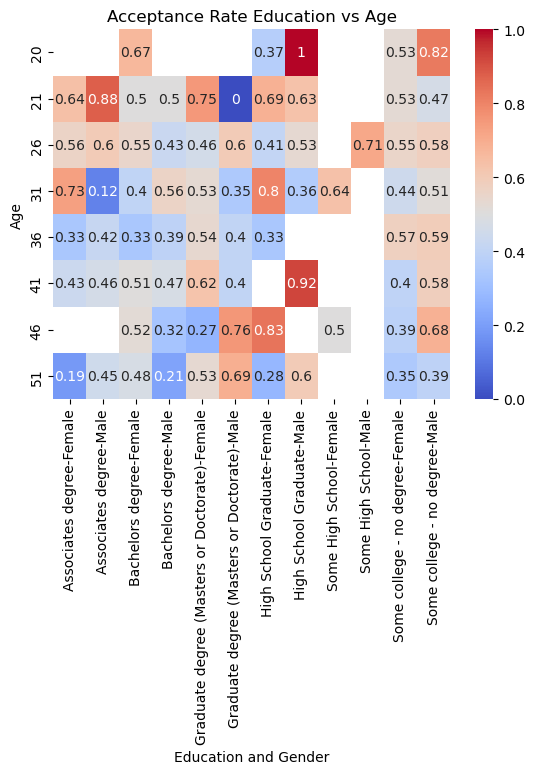 Acceptance Rate Education vs Age
20 0.67 0.37 1 0.53 0.82
21 0.64 0.88 0.5 0.5 0.75 0 0.69 0.63 0.53 0.47
26 0.56 0.6 0.55 0.43 0.46 0.6 0.41 0.53 0.71 0.55 0.58
31 0.73 0.12 0.4 0.56 0.53 0.35 0.8 0.36 0.64 0.44 0.51
36 0.33 0.42 0.33 0.39 0.54 0.4 0.33 0.57 0.59
41 0.43 0.46 0.51 0.47 0.62 0.4 0.92 0.4 0.58
46 0.52 0.32 0.27 0.76 0.83 0.5 0.39 0.68
51 0.19 0.45 0.48 0.21 0.53 0.69 0.28 0.6 0.35 0.39
Age
Associates degree-Female
Associates degree-Male
Bachelors degree-Female
Bachelors degree-Male
Graduate degree (Masters or Doctorate)-Female
Graduate degree (Masters or Doctorate)-Male
High School Graduate-Female
High School Graduate-Male
Some High School-Female
Some High School-Male
Some college - no degree-Female
Some college - no degree-Male
Education and Gender
1.0
0.8
0.6
0.4
0.2
0.0